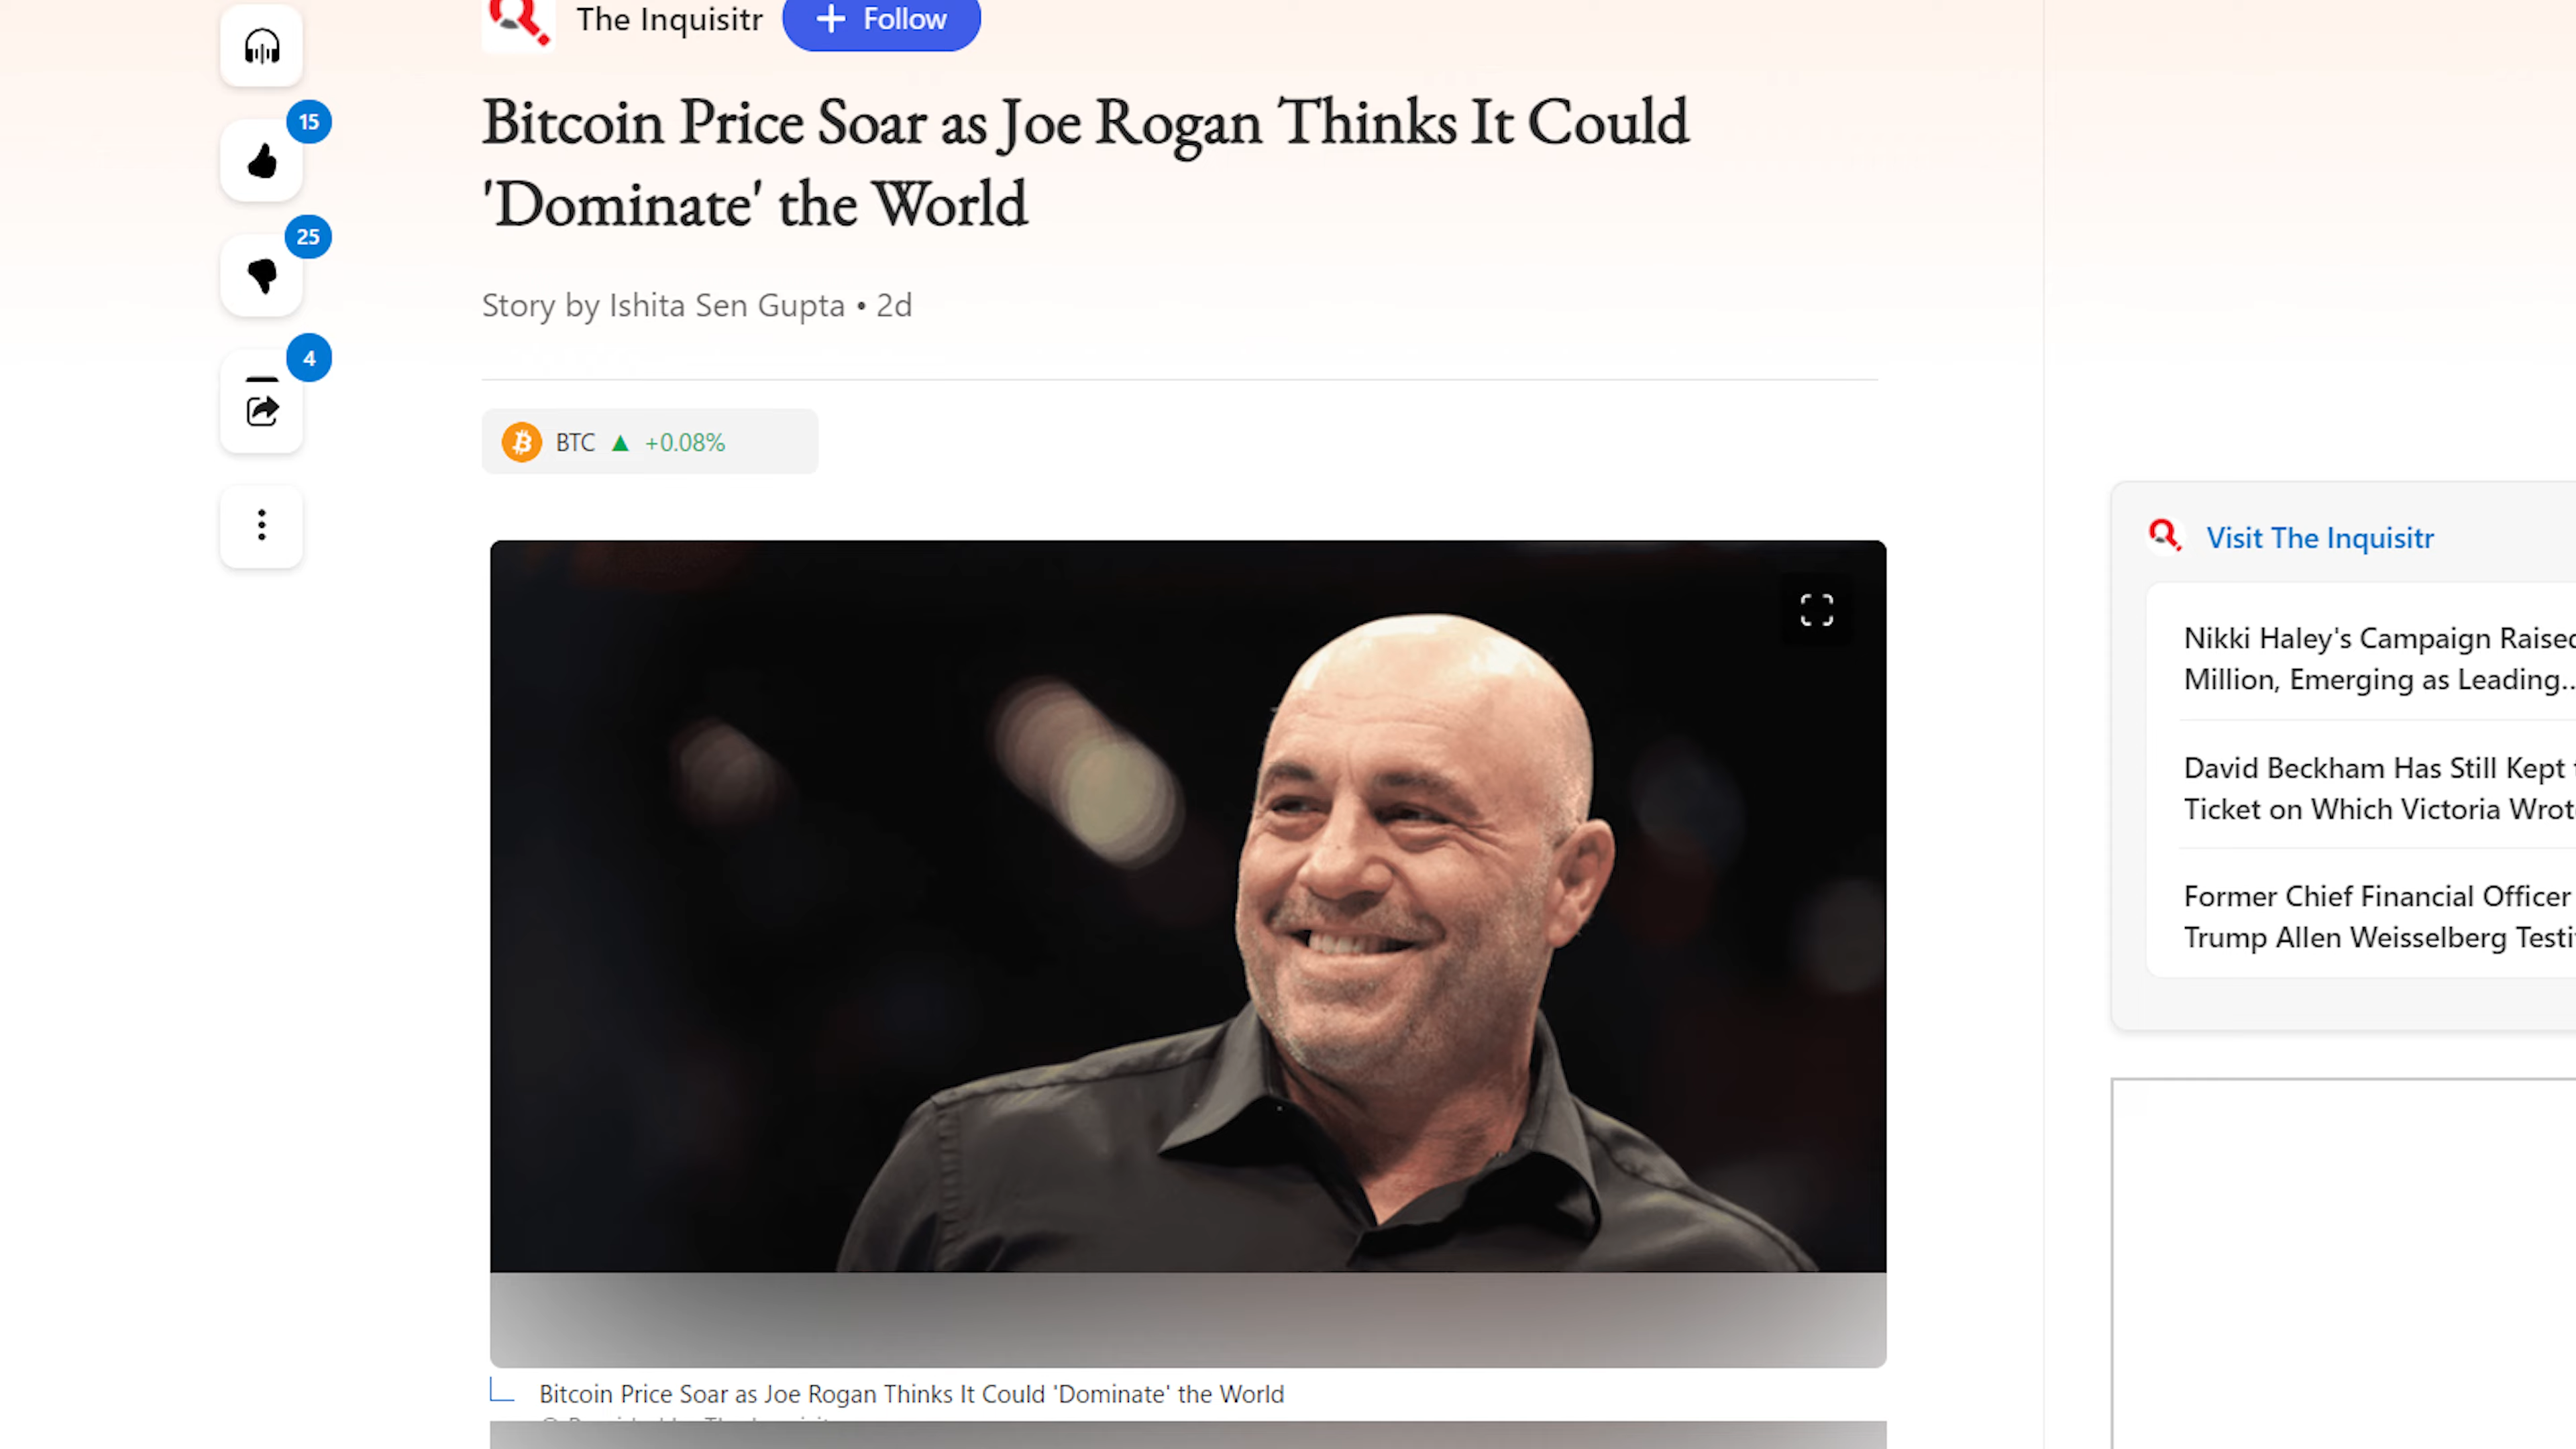 The Inquisitr
Follow
15
25
4
Bitcoin Price Soar as Joe Rogan Thinks It Could
'Dominate' the World
Story by Ishita Sen Gupta • 2d
BTC ▲ +0.08%
Visit The Inquisitr
Nikki Haley's Campaign Raised
Million, Emerging as Leading...
David Beckham Has Still Kept
Ticket on Which Victoria
Former Chief Financial Officer
Trump Allen Weisselberg
Bitcoin Price Soar as Joe Rogan Thinks It Could 'Dominate' the World